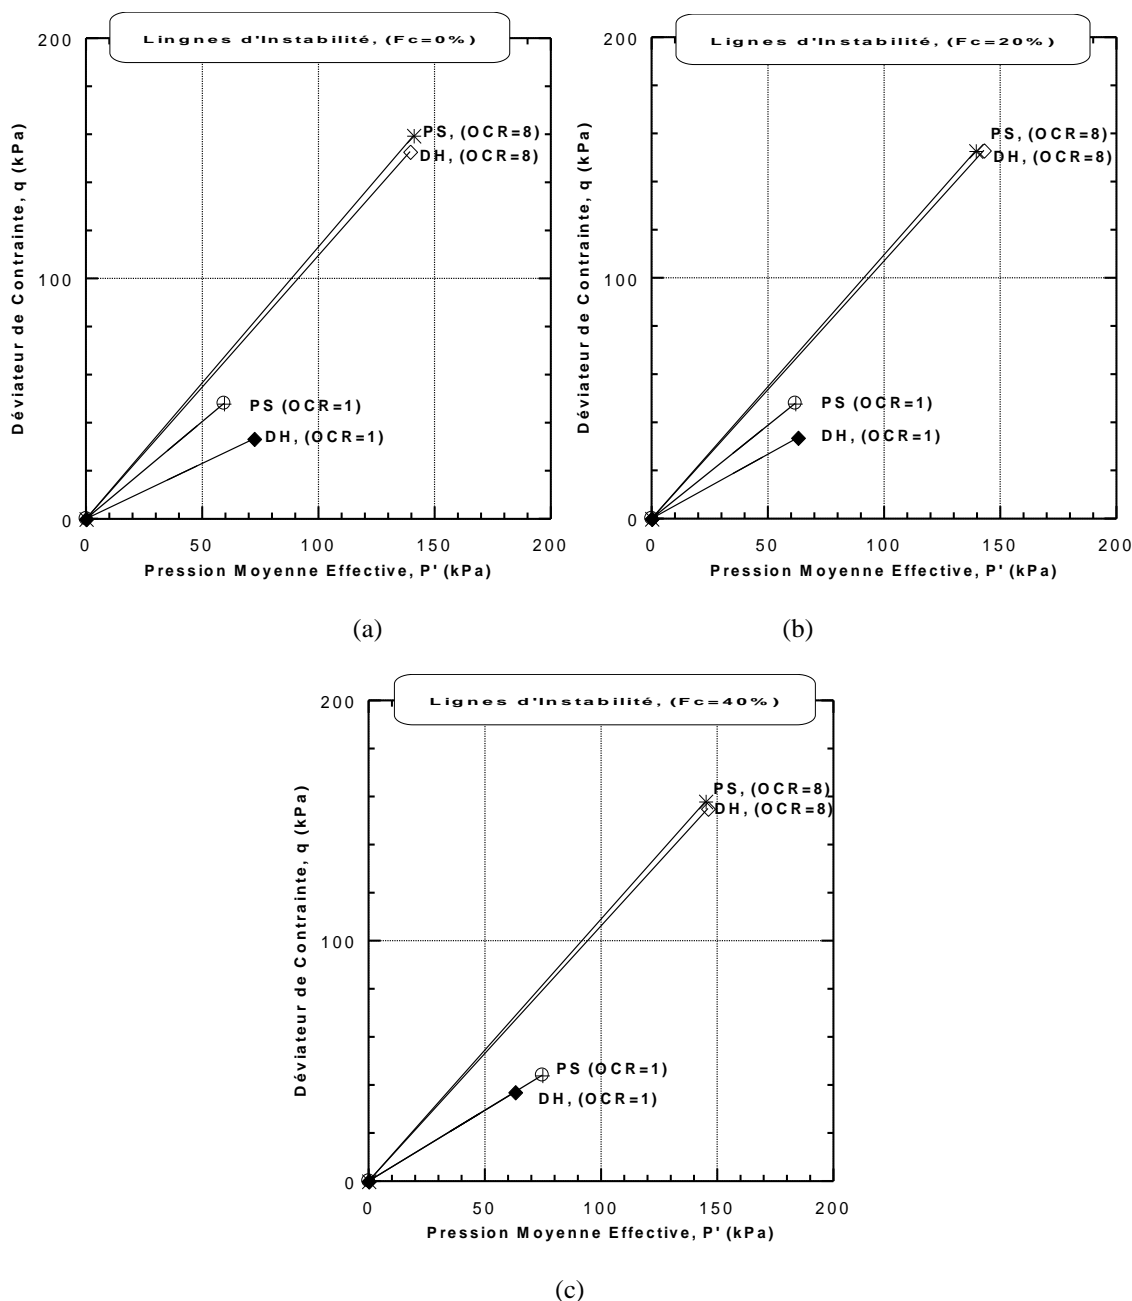 Lingnes d'Instabilité, (Fc=0%)
200
100
0
Déviateur de Contrainte, q (kPa)
PS, (OCR=8)
DH, (OCR=8)
PS (OCR=1)
DH, (OCR=1)
0 50 100 150 200
Pression Moyenne Effective, P' (kPa)
(a)
Lignes d'Instabilité, (Fc=20%)
200
100
0
Déviateur de Contrainte, q (kPa)
PS, (OCR=8)
DH, (OCR=8)
PS (OCR=1)
DH, (OCR=1)
0 50 100 150 200
Pression Moyenne Effective, P' (kPa)
(b)
Lignes d'Instabilité, (Fc=40%)
200
100
0
Déviateur de Contrainte, q (kPa)
PS, (OCR=8)
DH, (OCR=8)
PS (OCR=1)
DH, (OCR=1)
0 50 100 150 200
Pression Moyenne Effective, P' (kPa)
(c)